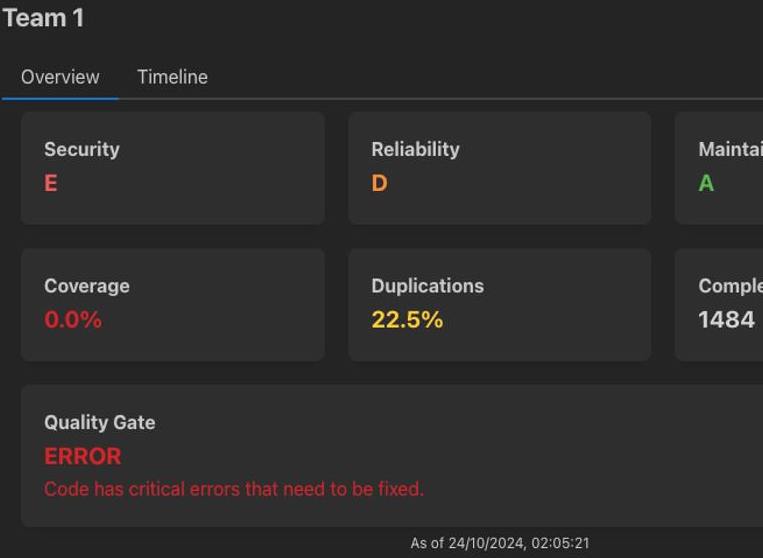 Team 1
Overview Timeline
Security Reliability Maintai
E D A
Coverage Duplications Comple
0.0% 22.5% 1484
Quality Gate
ERROR
Code has critical errors that need to be fixed.
As of 24/10/2024, 02:05:21